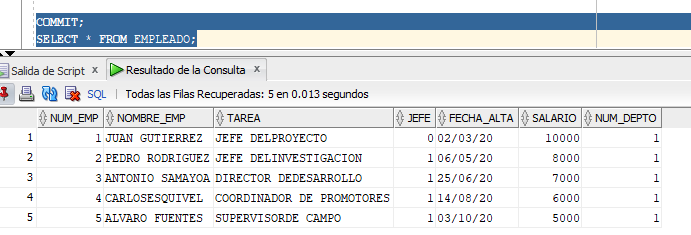 COMMIT;
SELECT * FROM EMPLEADO;
Salida de Script x Resultado de la Consulta x
SQL | Todas las Filas Recuperadas: 5 en 0.013 segundos
NUM_EMP NOMBRE_EMP TAREA JEFE FECHA_ALTA SALARIO NUM_DEPTO
1 1 JUAN GUTIERREZ JEFE DELPROYECTO 0 02/03/20 10000 1
2 2 PEDRO RODRIGUEZ JEFE DELINVESTIGACION 1 06/05/20 8000 1
3 3 ANTONIO SAMAYOA DIRECTOR DEDESARROLLO 1 25/06/20 7000 1
4 4 CARLOSESQUIVEL COORDINADOR DE PROMOTORES 1 14/08/20 6000 1
5 5 ALVARO FUENTES SUPERVISORDE CAMPO 1 03/10/20 5000 1